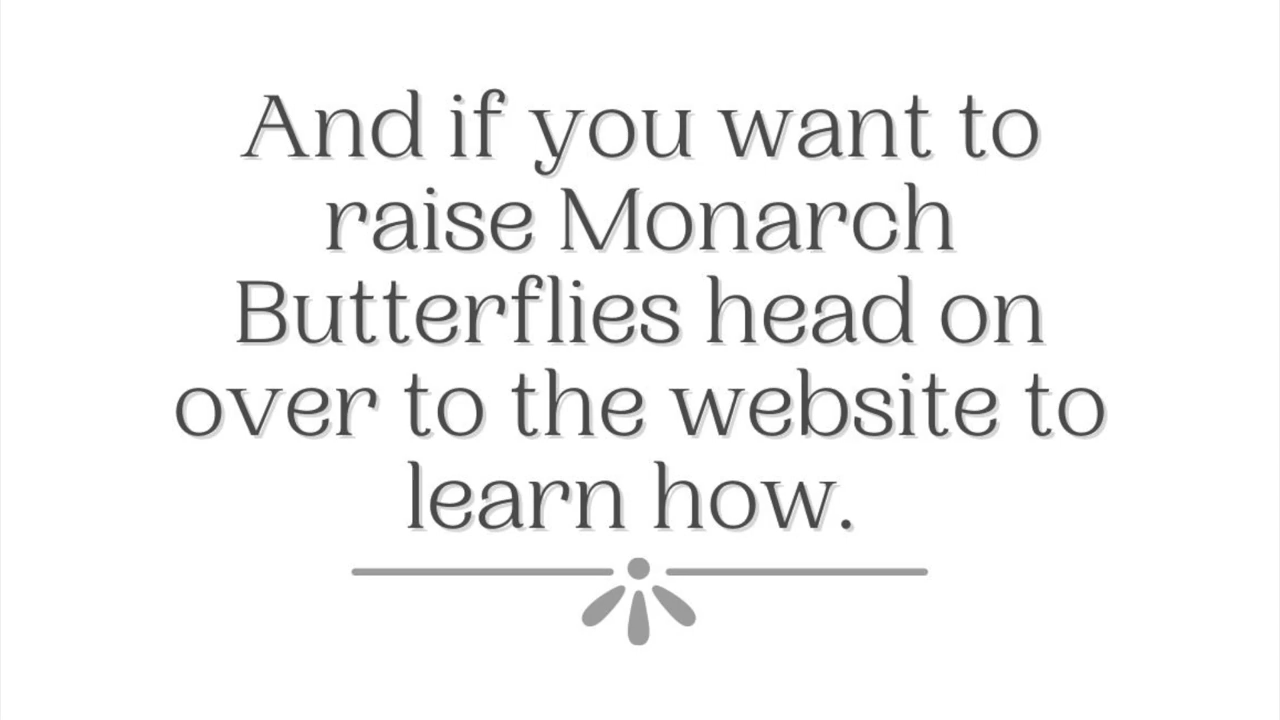 And if you want to
raise Monarch
Butterflies head on
over to the website to
learn how.